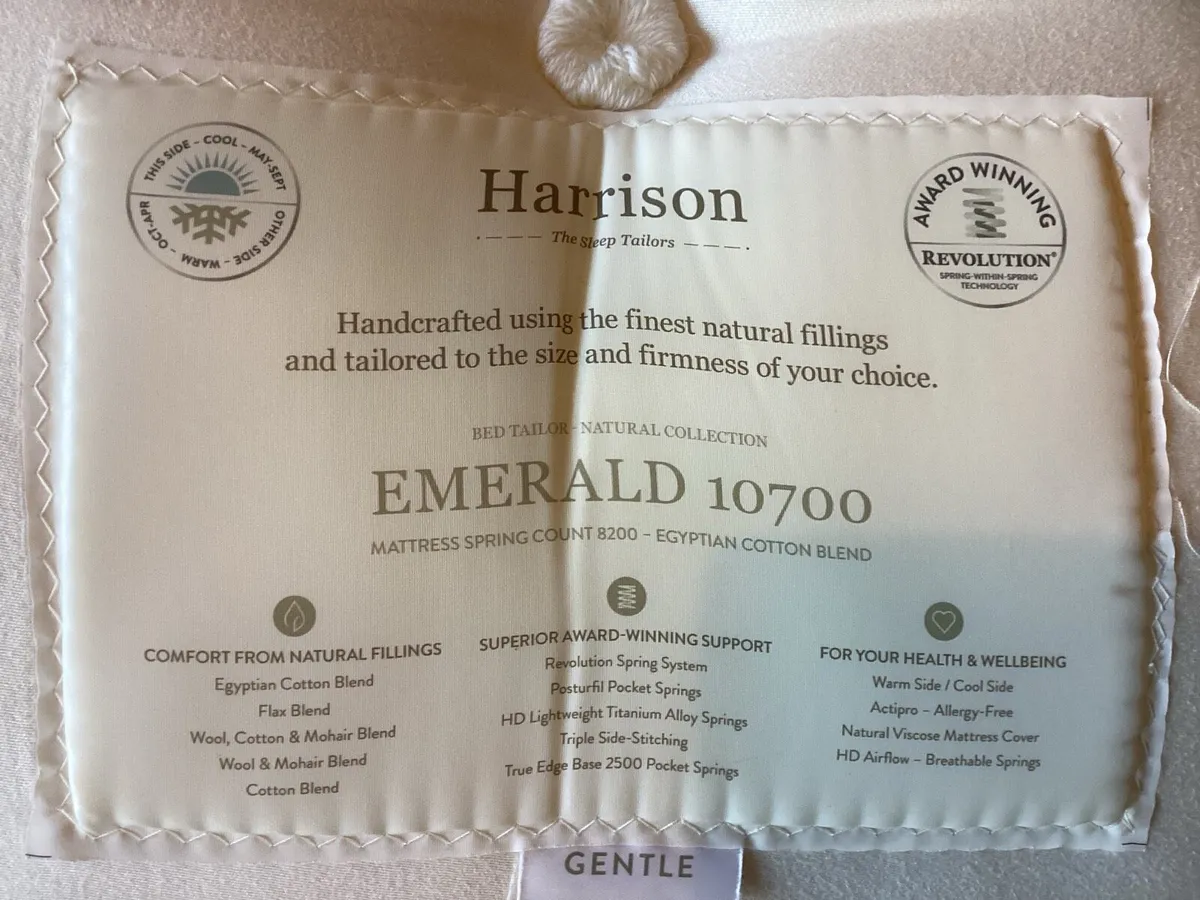 THIS SIDE - COOL - MAY-SEPT
OTHER SIDE - WARM - OCT-APR
Harrison
The Sleep Tailors
AWARD WINNING
REVOLUTION®
SPRING-WITHIN-SPRING
TECHNOLOGY
Handcrafted using the finest natural fillings
and tailored to the size and firmness of your choice.
BED TAILOR - NATURAL COLLECTION
EMERALD 10700
MATTRESS SPRING COUNT 8200 – EGYPTIAN COTTON BLEND
COMFORT FROM NATURAL FILLINGS
Egyptian Cotton Blend
Flax Blend
Wool, Cotton & Mohair Blend
Wool & Mohair Blend
Cotton Blend
SUPERIOR AWARD-WINNING SUPPORT
Revolution Spring System
Posturfil Pocket Springs
HD Lightweight Titanium Alloy Springs
Triple Side-Stitching
True Edge Base 2500 Pocket Springs
FOR YOUR HEALTH & WELLBEING
Warm Side / Cool Side
Actipro – Allergy-Free
Natural Viscose Mattress Cover
HD Airflow – Breathable Springs
GENTLE